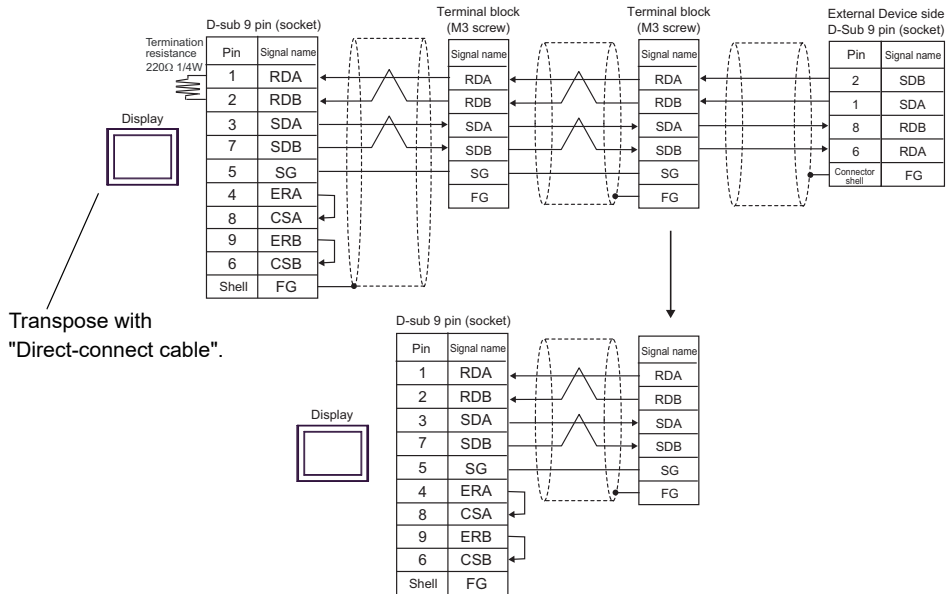 D-sub 9 pin (socket)
Terminal block
(M3 screw)
Terminal block
(M3 screw)
External Device side
D-Sub 9 pin (socket)
Termination
resistance
220Ω 1/4W
Pin Signal name
1 RDA
2 RDB
3 SDA
7 SDB
5 SG
4 ERA
8 CSA
9 ERB
6 CSB
Shell FG
Signal name
RDA
RDB
SDA
SDB
SG
FG
Signal name
RDA
RDB
SDA
SDB
SG
FG
Pin Signal name
2 SDB
1 SDA
8 RDB
6 RDA
Connector
shell
FG
Display
Transpose with
"Direct-connect cable".
D-sub 9 pin (socket)
Pin Signal name
1 RDA
2 RDB
3 SDA
7 SDB
5 SG
4 ERA
8 CSA
9 ERB
6 CSB
Shell FG
Signal name
RDA
RDB
SDA
SDB
SG
FG
Display